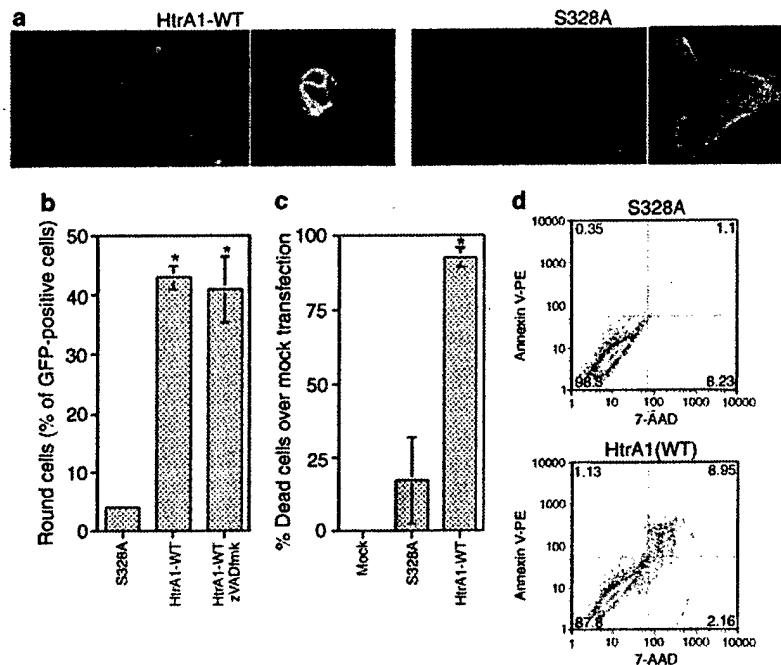 a
HtrA1-WT
S328A
b
Round cells (% of GFP-positive cells)
50
40
30
20
10
0
*
*
S328A
HtrA1-WT
HtrA1-WT
zVADfmk
c
% Dead cells over mock transfection
100
75
50
25
0
*
Mock
S328A
HtrA1-WT
d
S328A
Annexin V-PE
10000
1000
100
10
1
0.35
1.1
8.23
1
10
100
1000
10000
7-AAD
HtrA1(WT)
Annexin V-PE
10000
1000
100
10
1
1.13
8.95
87.8
2.16
1
10
100
1000
10000
7-AAD